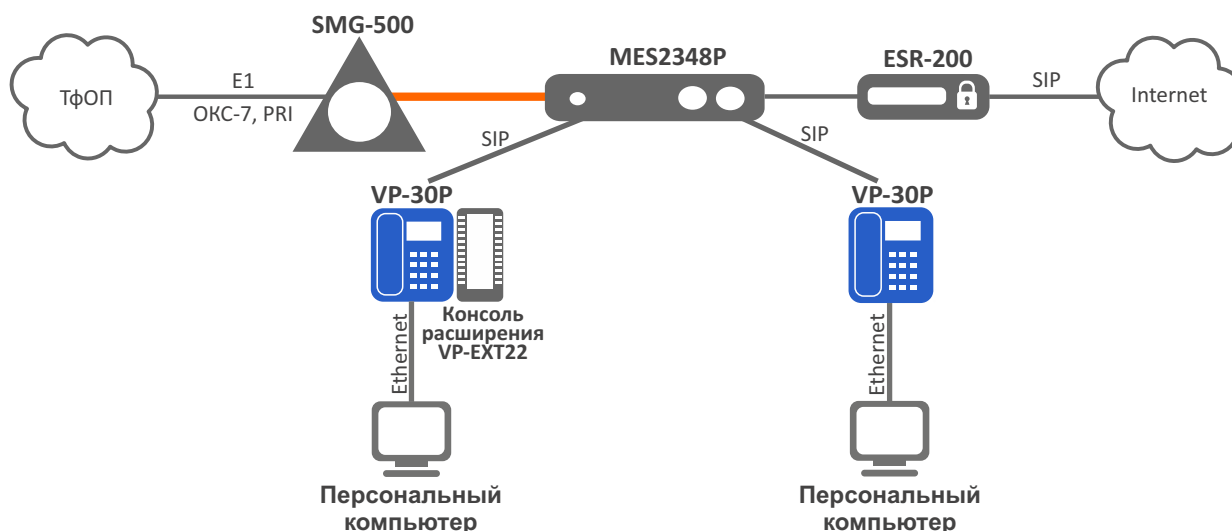 SMG-500
MES2348P
ESR-200
ТфОП
E1
ОКС-7, PRI
SIP
Internet
SIP
SIP
VP-30P
VP-30P
Консоль
расширения
VP-EXT22
Ethernet
Ethernet
Персональный
компьютер
Персональный
компьютер